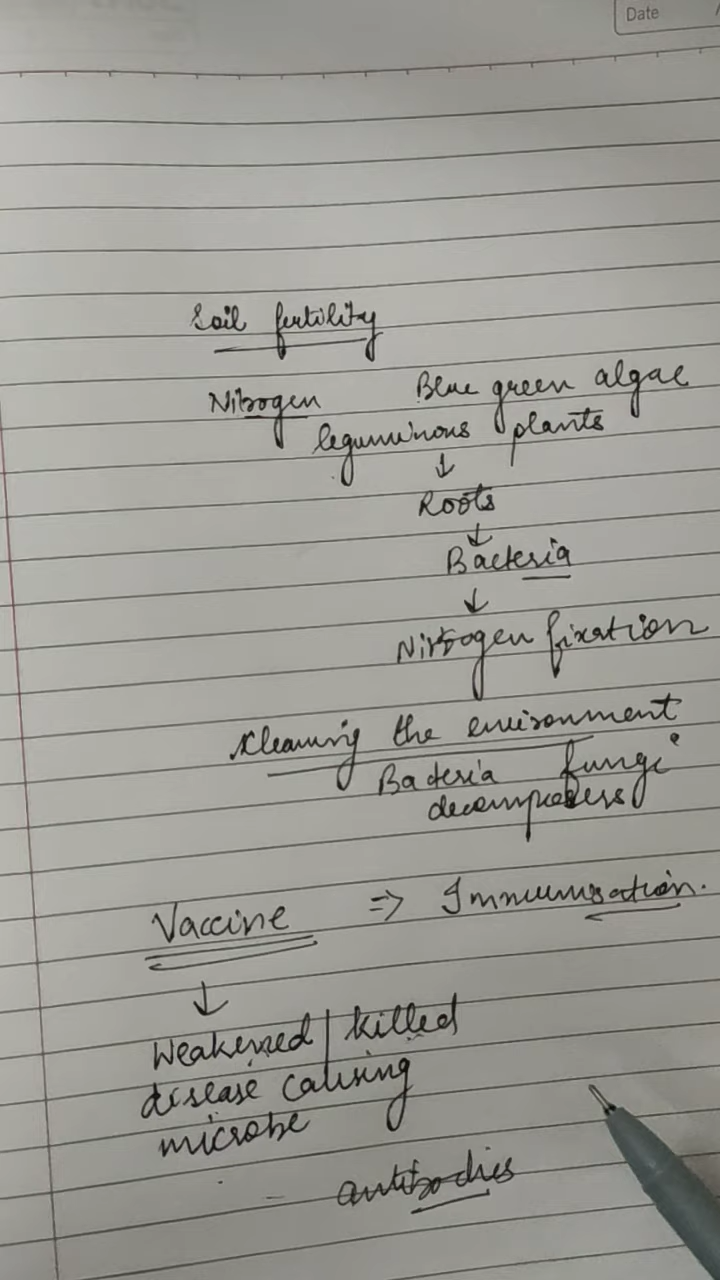 Date
Soil fertility
Nitrogen Blue green algae
leguminous plants
↓
Roots
↓
Bacteria
↓
Nitrogen fixation
Cleaning the environment
Bacteria fungi
decomposers
Vaccine ⇒ Immunisation.
↓
Weakened / killed
disease causing
microbe
antibodies